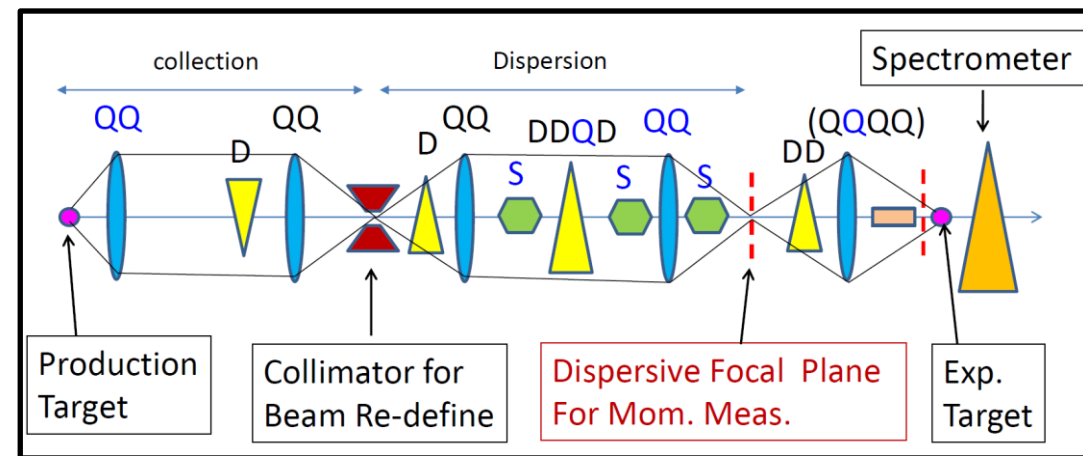 collection
Dispersion
Spectrometer
QQ
D
QQ
D
QQ
DDQD
QQ
S
S
S
DD
(QQQQ)
Production
Target
Collimator for
Beam Re-define
Dispersive Focal Plane
For Mom. Meas.
Exp.
Target